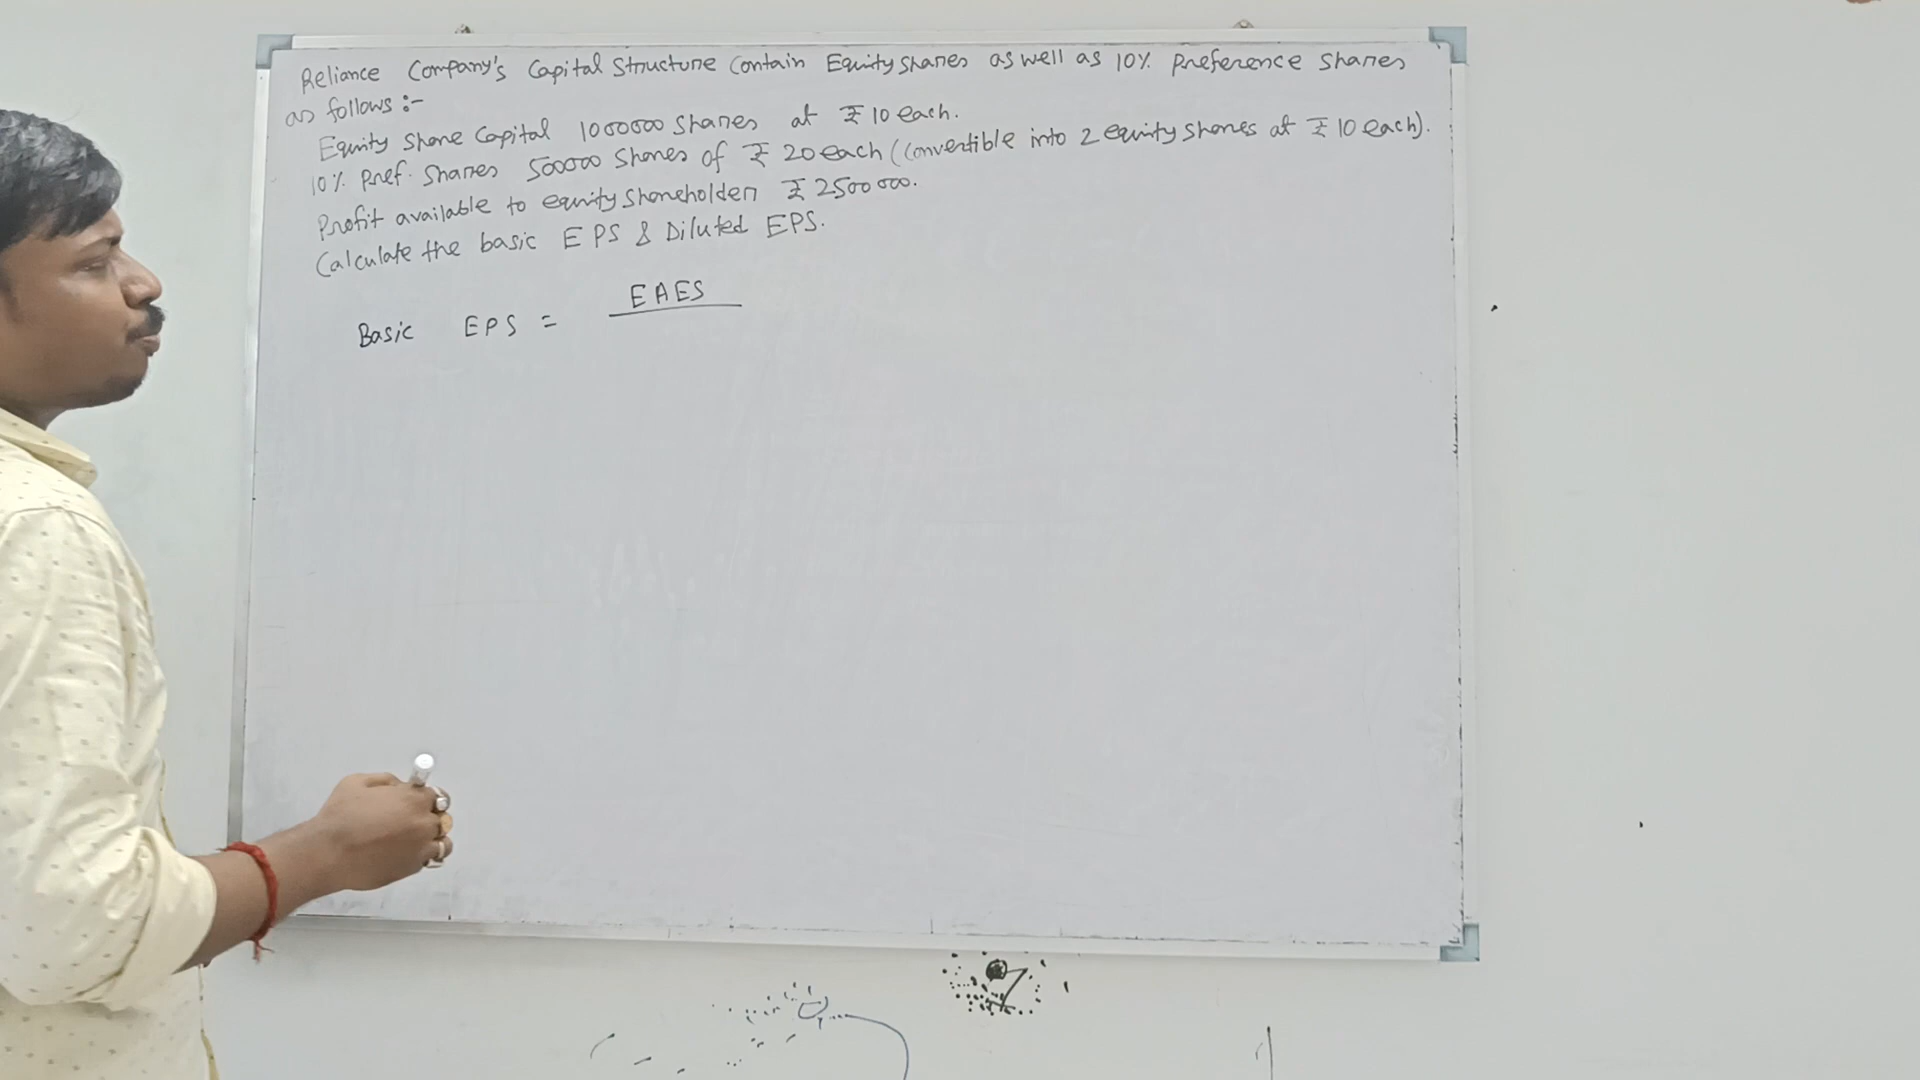 Reliance Company's Capital Structure Contain Equity shares as well as 10% Preference shares
as follows :-
Equity Share Capital 1000000 shares at ₹ 10 each.
10% Pref. Shares 500000 Shares of ₹ 20 each (Convertible into 2 equity shares at ₹ 10 each).
Profit available to equity shareholder ₹ 2500000.
Calculate the basic EPS & Diluted EPS.
Basic EPS = EAES